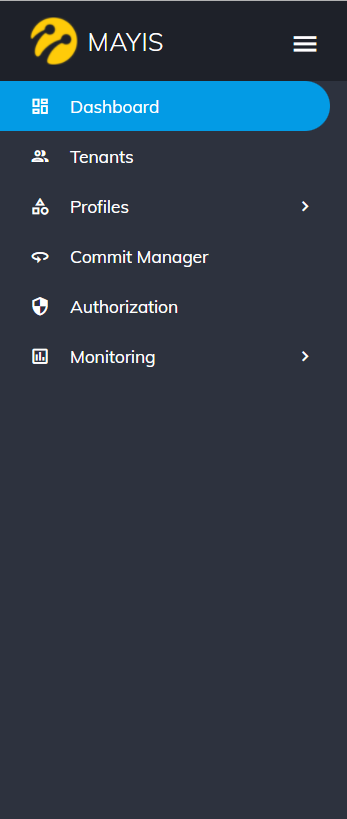 MAYIS
Dashboard
Tenants
Profiles
Commit Manager
Authorization
Monitoring